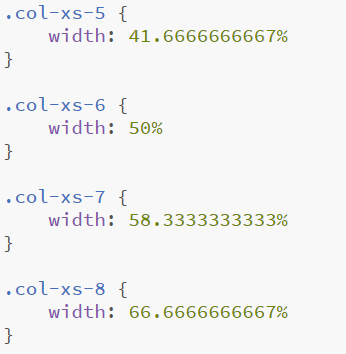 .col-xs-5 {
    width: 41.6666666667%
}

.col-xs-6 {
    width: 50%
}

.col-xs-7 {
    width: 58.3333333333%
}

.col-xs-8 {
    width: 66.6666666667%
}